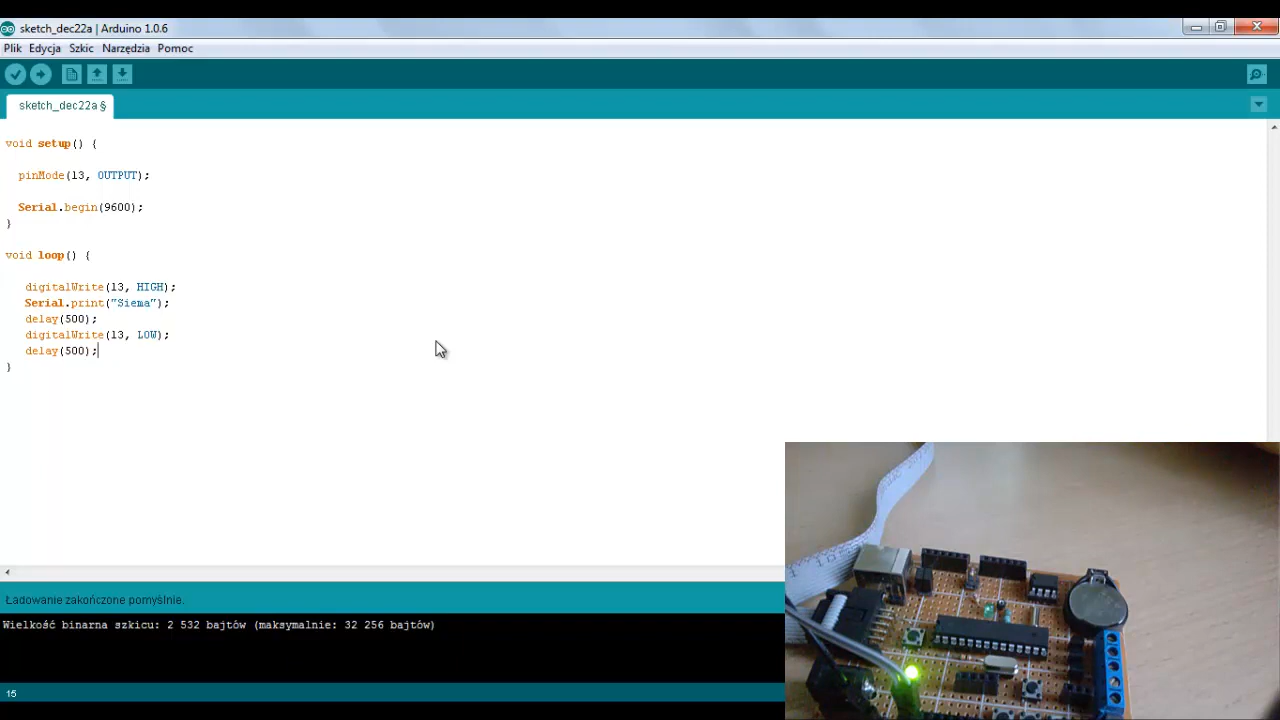 sketch_dec22a | Arduino 1.0.6
Plik Edycja Szkic Narzędzia Pomoc
sketch_dec22a §
void setup() {
pinMode(13, OUTPUT);
Serial.begin(9600);
}
void loop() {
digitalWrite(13, HIGH);
Serial.print("Siema");
delay(500);
digitalWrite(13, LOW);
delay(500);
}
Ładowanie zakończone pomyślnie.
Wielkość binarna szkicu: 2 532 bajtów (maksymalnie: 32 256 bajtów)
15